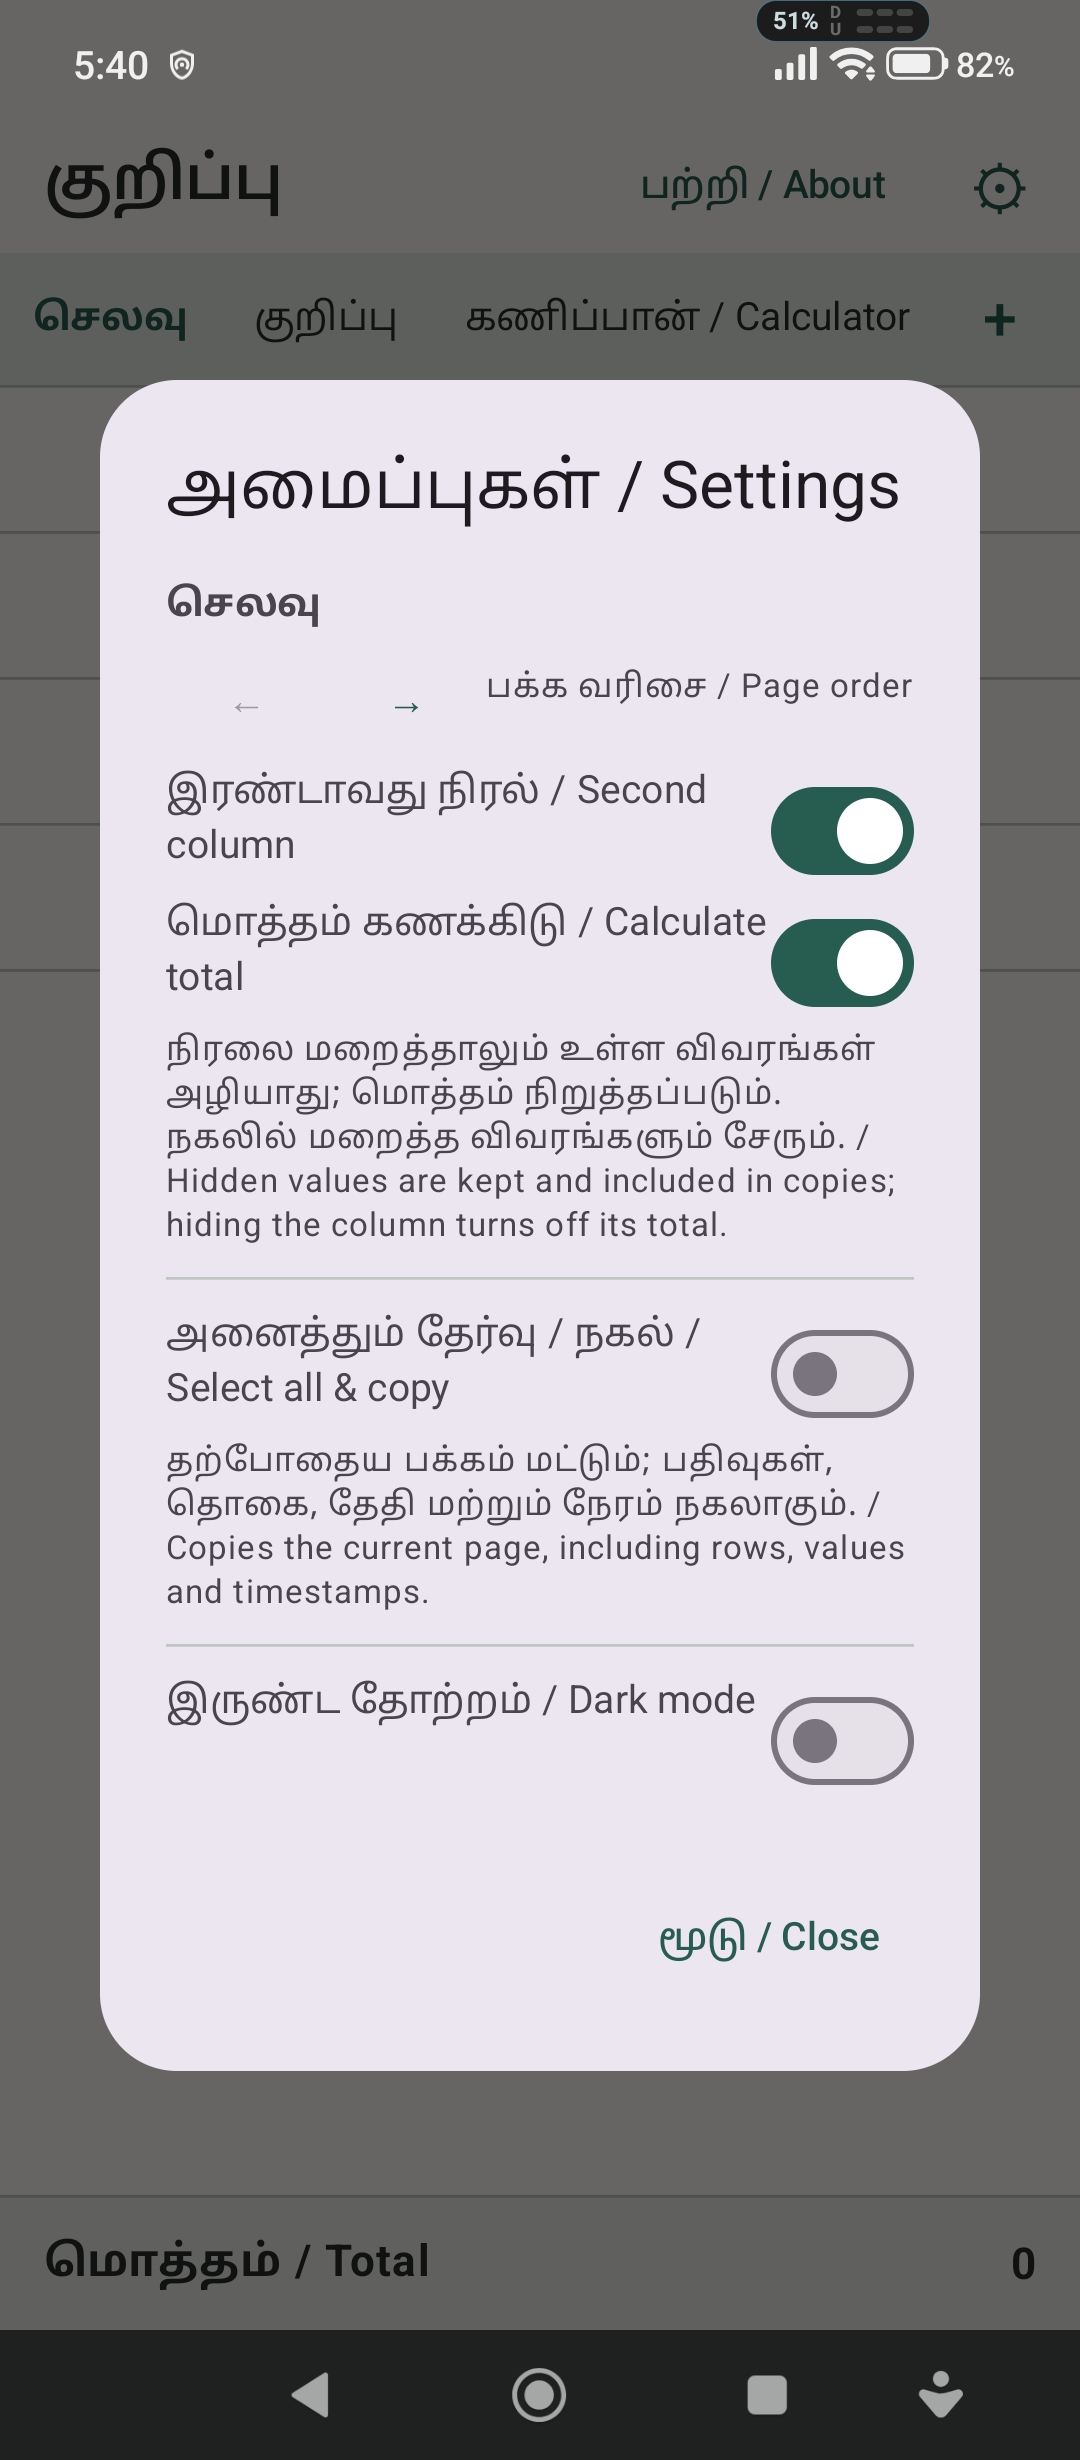 51% D U
5:40 82%
குறிப்பு பற்றி / About
செலவு குறிப்பு கணிப்பான் / Calculator +
அமைப்புகள் / Settings
செலவு
← → பக்க வரிசை / Page order
இரண்டாவது நிரல் / Second
column
மொத்தம் கணக்கிடு / Calculate
total
நிரலை மறைத்தாலும் உள்ள விவரங்கள்
அழியாது; மொத்தம் நிறுத்தப்படும்.
நகலில் மறைத்த விவரங்களும் சேரும். /
Hidden values are kept and included in copies;
hiding the column turns off its total.
அனைத்தும் தேர்வு / நகல் /
Select all & copy
தற்போதைய பக்கம் மட்டும்; பதிவுகள்,
தொகை, தேதி மற்றும் நேரம் நகலாகும். /
Copies the current page, including rows, values
and timestamps.
இருண்ட தோற்றம் / Dark mode
மூடு / Close
மொத்தம் / Total 0